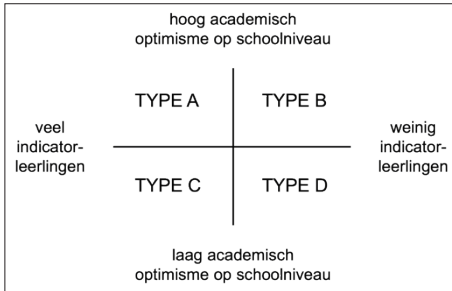 hoog academisch
optimisme op schoolniveau
TYPE A
TYPE B
veel
indicator-
leerlingen
weinig
indicator-
leerlingen
TYPE C
TYPE D
laag academisch
optimisme op schoolniveau